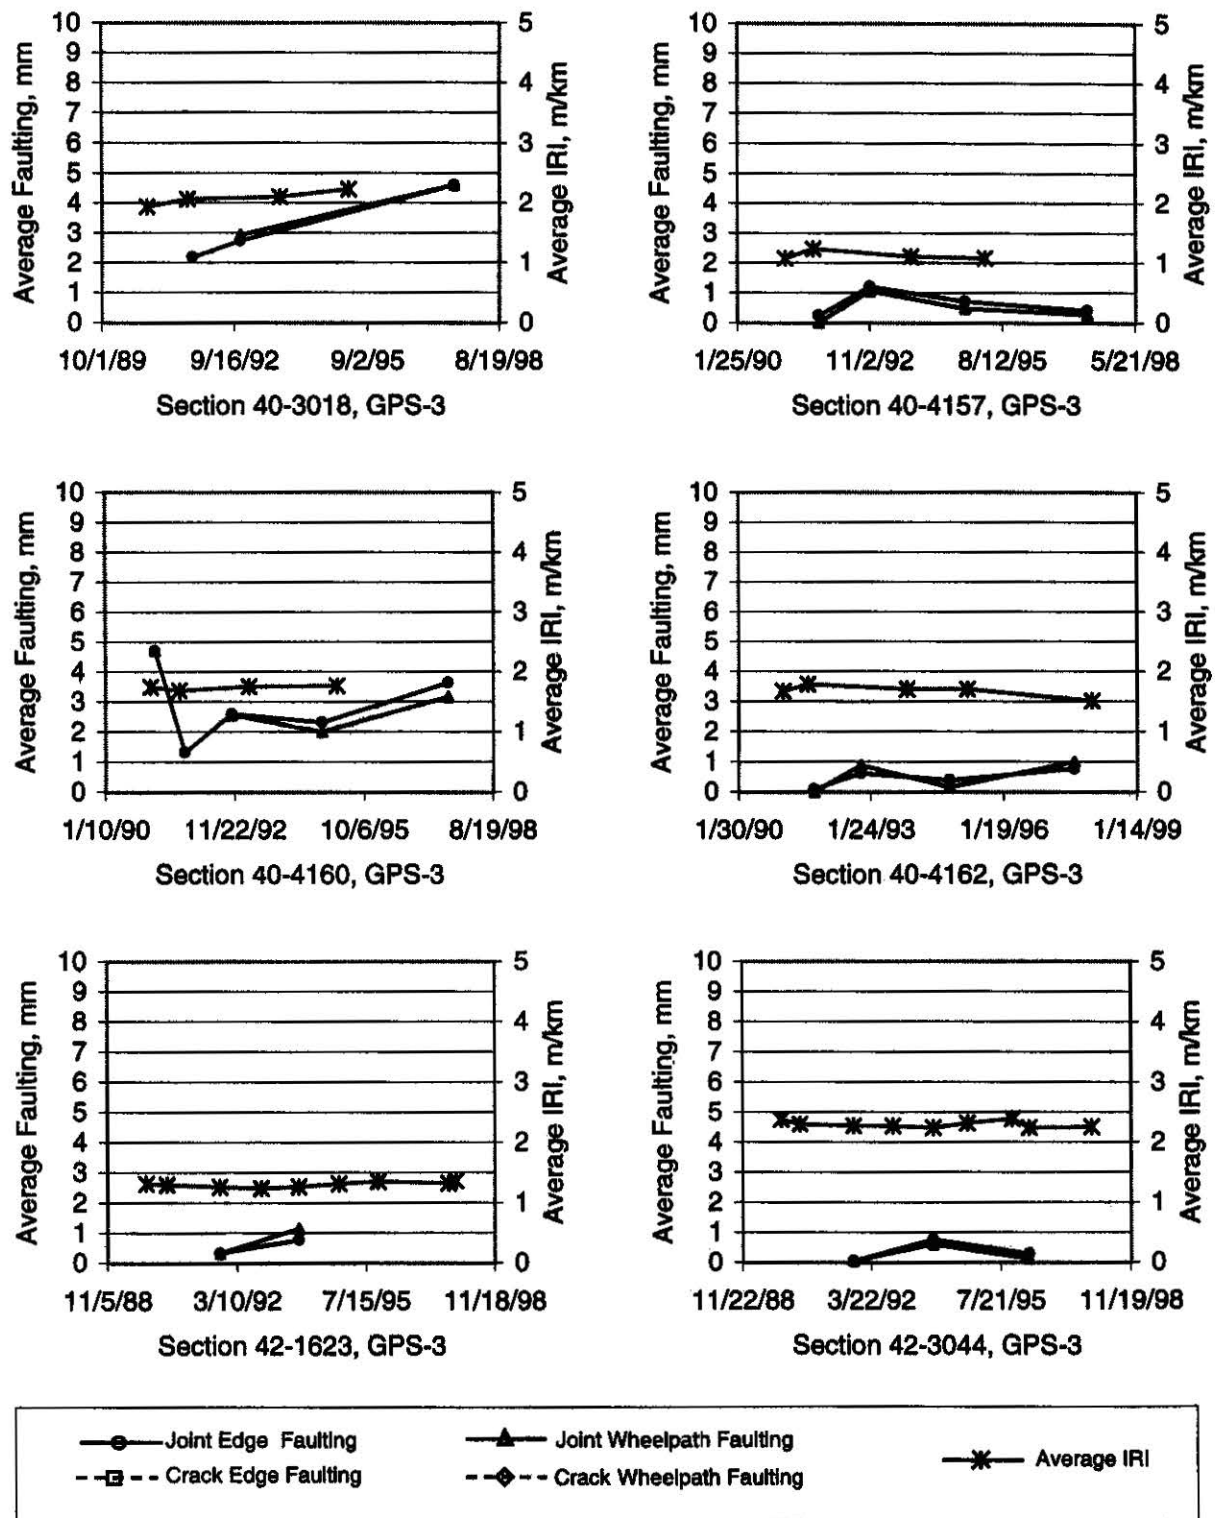 10 5
9
8 4
7
6 3
5
4 2
3
2 1
1
0 0
Average Faulting, mm
Average IRI, m/km
10/1/89 9/16/92 9/2/95 8/19/98
Section 40-3018, GPS-3
10 5
9
8 4
7
6 3
5
4 2
3
2 1
1
0 0
Average Faulting, mm
Average IRI, m/km
1/25/90 11/2/92 8/12/95 5/21/98
Section 40-4157, GPS-3
10 5
9
8 4
7
6 3
5
4 2
3
2 1
1
0 0
Average Faulting, mm
Average IRI, m/km
1/10/90 11/22/92 10/6/95 8/19/98
Section 40-4160, GPS-3
10 5
9
8 4
7
6 3
5
4 2
3
2 1
1
0 0
Average Faulting, mm
Average IRI, m/km
1/30/90 1/24/93 1/19/96 1/14/99
Section 40-4162, GPS-3
10 5
9
8 4
7
6 3
5
4 2
3
2 1
1
0 0
Average Faulting, mm
Average IRI, m/km
11/5/88 3/10/92 7/15/95 11/18/98
Section 42-1623, GPS-3
10 5
9
8 4
7
6 3
5
4 2
3
2 1
1
0 0
Average Faulting, mm
Average IRI, m/km
11/22/88 3/22/92 7/21/95 11/19/98
Section 42-3044, GPS-3
Joint Edge Faulting
Joint Wheelpath Faulting
Average IRI
Crack Edge Faulting
Crack Wheelpath Faulting